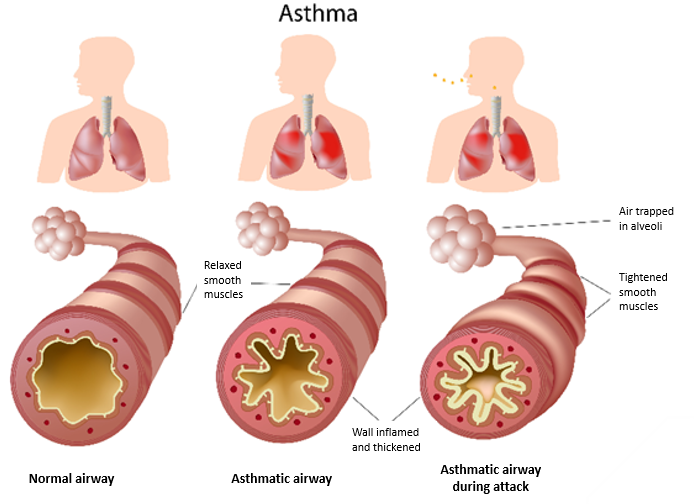 Asthma
Air trapped
in alveoli
Relaxed
smooth
muscles
Tightened
smooth
muscles
Wall inflamed
and thickened
Normal airway
Asthmatic airway
Asthmatic airway
during attack